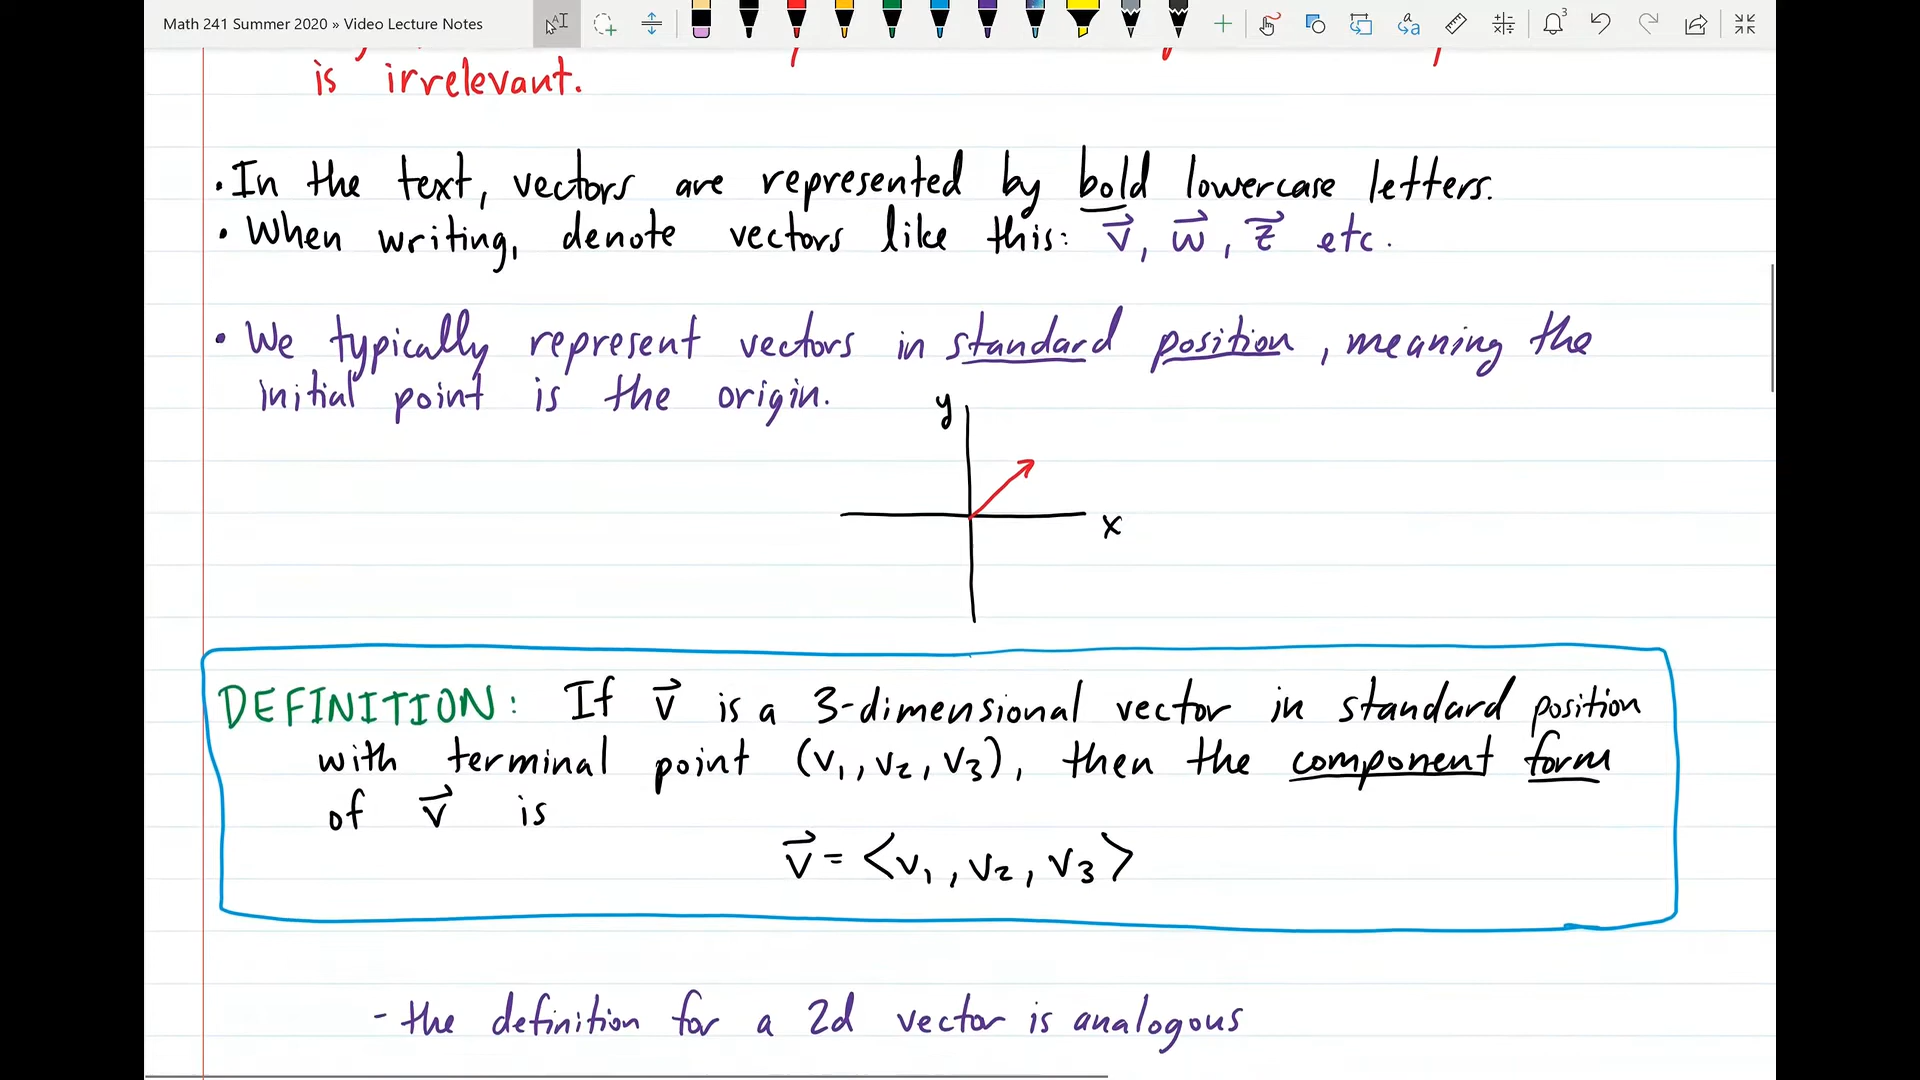 Math 241 Summer 2020 » Video Lecture Notes
is irrelevant.
• In the text, vectors are represented by bold lowercase letters.
• When writing, denote vectors like this: v⃗, w⃗, z⃗ etc.
• We typically represent vectors in standard position, meaning the
initial point is the origin.
y
x
DEFINITION: If v⃗ is a 3-dimensional vector in standard position
with terminal point (v₁, v₂, v₃), then the component form
of v⃗ is
v⃗ = <v₁, v₂, v₃>
- the definition for a 2d vector is analogous